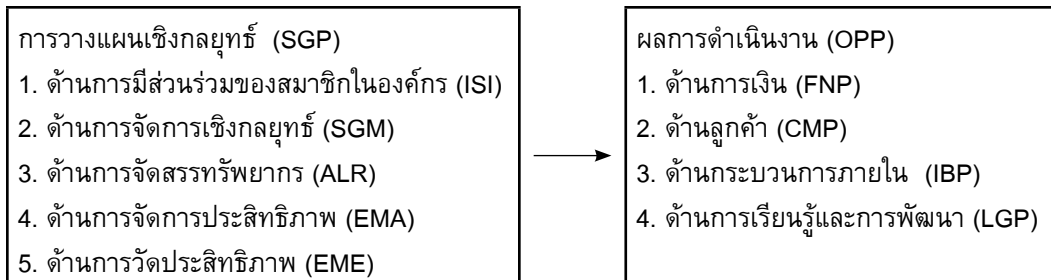 การวางแผนเชิงกลยุทธ์ (SGP)
1. ด้านการมีส่วนร่วมของสมาชิกในองค์กร (ISI)
2. ด้านการจัดการเชิงกลยุทธ์ (SGM)
3. ด้านการจัดสรรทรัพยากร (ALR)
4. ด้านการจัดการประสิทธิภาพ (EMA)
5. ด้านการวัดประสิทธิภาพ (EME)
ผลการดำเนินงาน (OPP)
1. ด้านการเงิน (FNP)
2. ด้านลูกค้า (CMP)
3. ด้านกระบวนการภายใน (IBP)
4. ด้านการเรียนรู้และการพัฒนา (LGP)